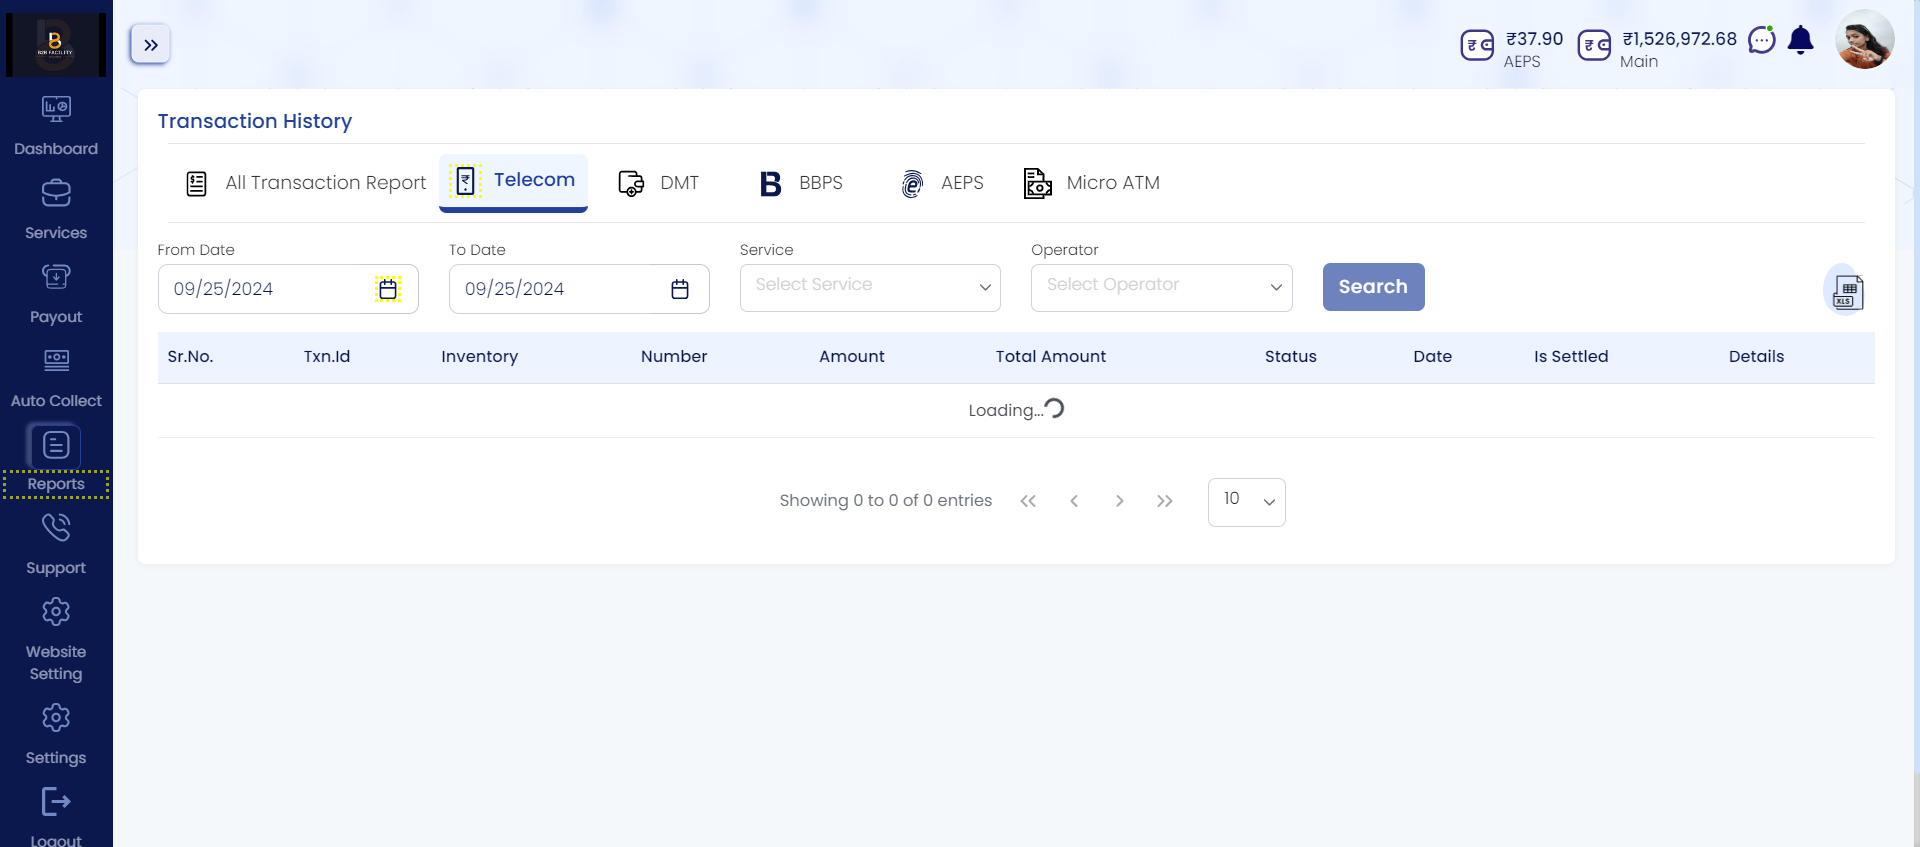 B2B FACILITY
₹37.90
AEPS
₹1,526,972.68
Main
Dashboard
Services
Payout
Auto Collect
Reports
Support
Website
Setting
Settings
Logout
Transaction History
All Transaction Report
Telecom
DMT
BBPS
AEPS
Micro ATM
From Date
To Date
Service
Operator
09/25/2024
09/25/2024
Select Service
Select Operator
Search
XLS
Sr.No. Txn.Id Inventory Number Amount Total Amount Status Date Is Settled Details
Loading...
Showing 0 to 0 of 0 entries
10